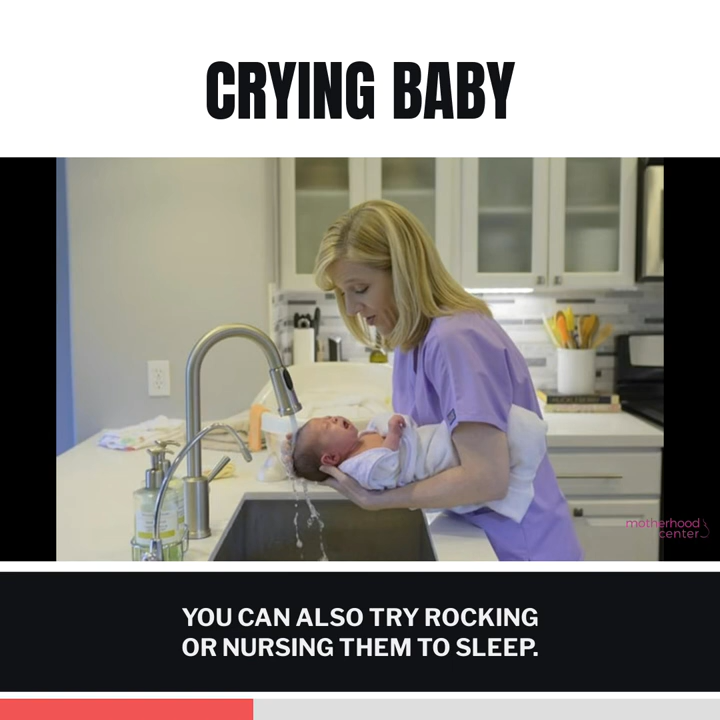 CRYING BABY
motherhood
center
YOU CAN ALSO TRY ROCKING
OR NURSING THEM TO SLEEP.